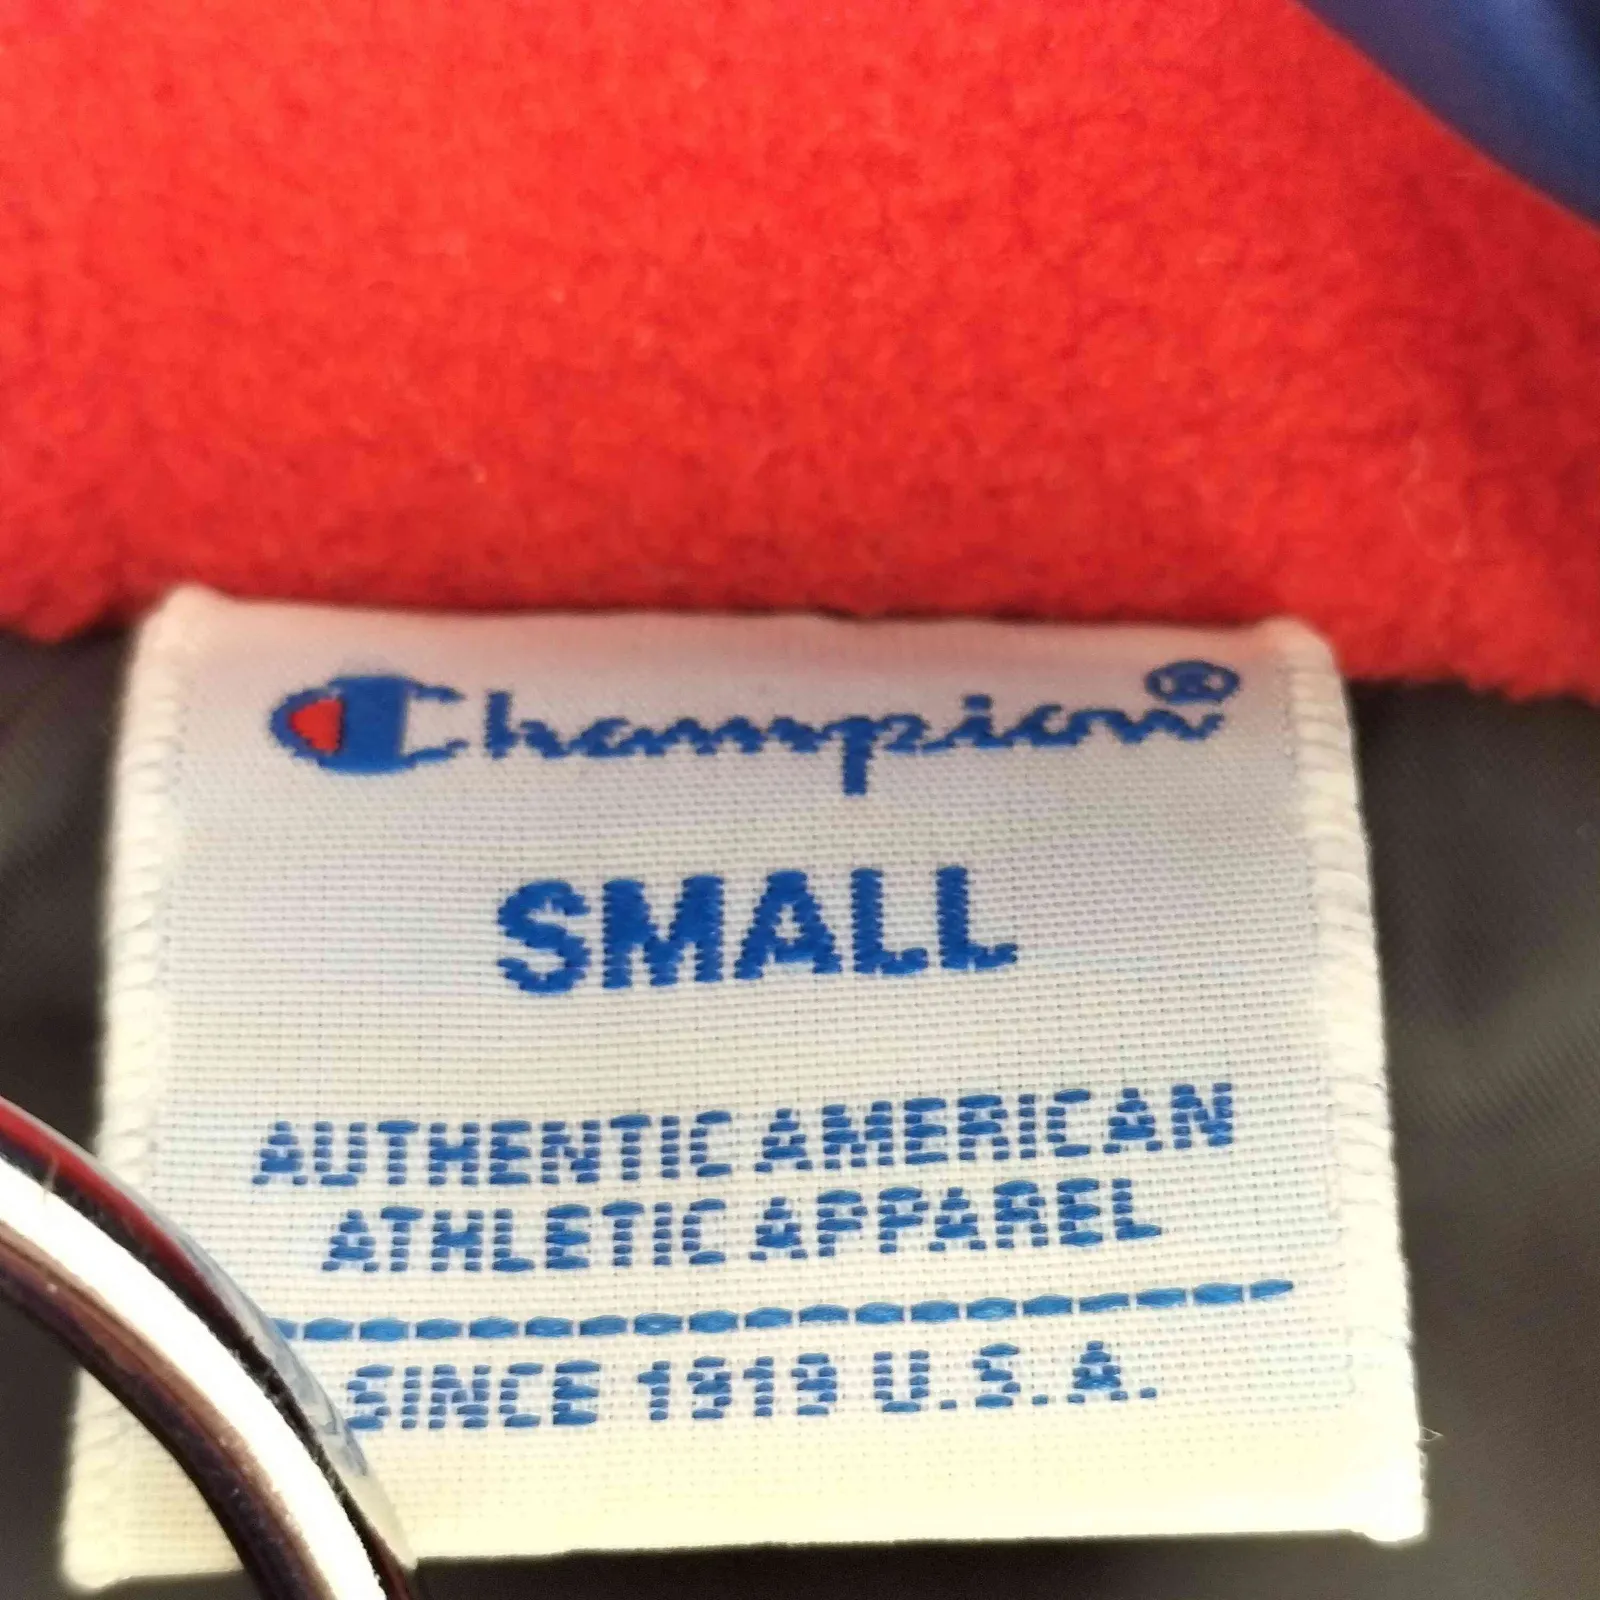 Champion®
SMALL
AUTHENTIC AMERICAN
ATHLETIC APPAREL
SINCE 1919 U.S.A.